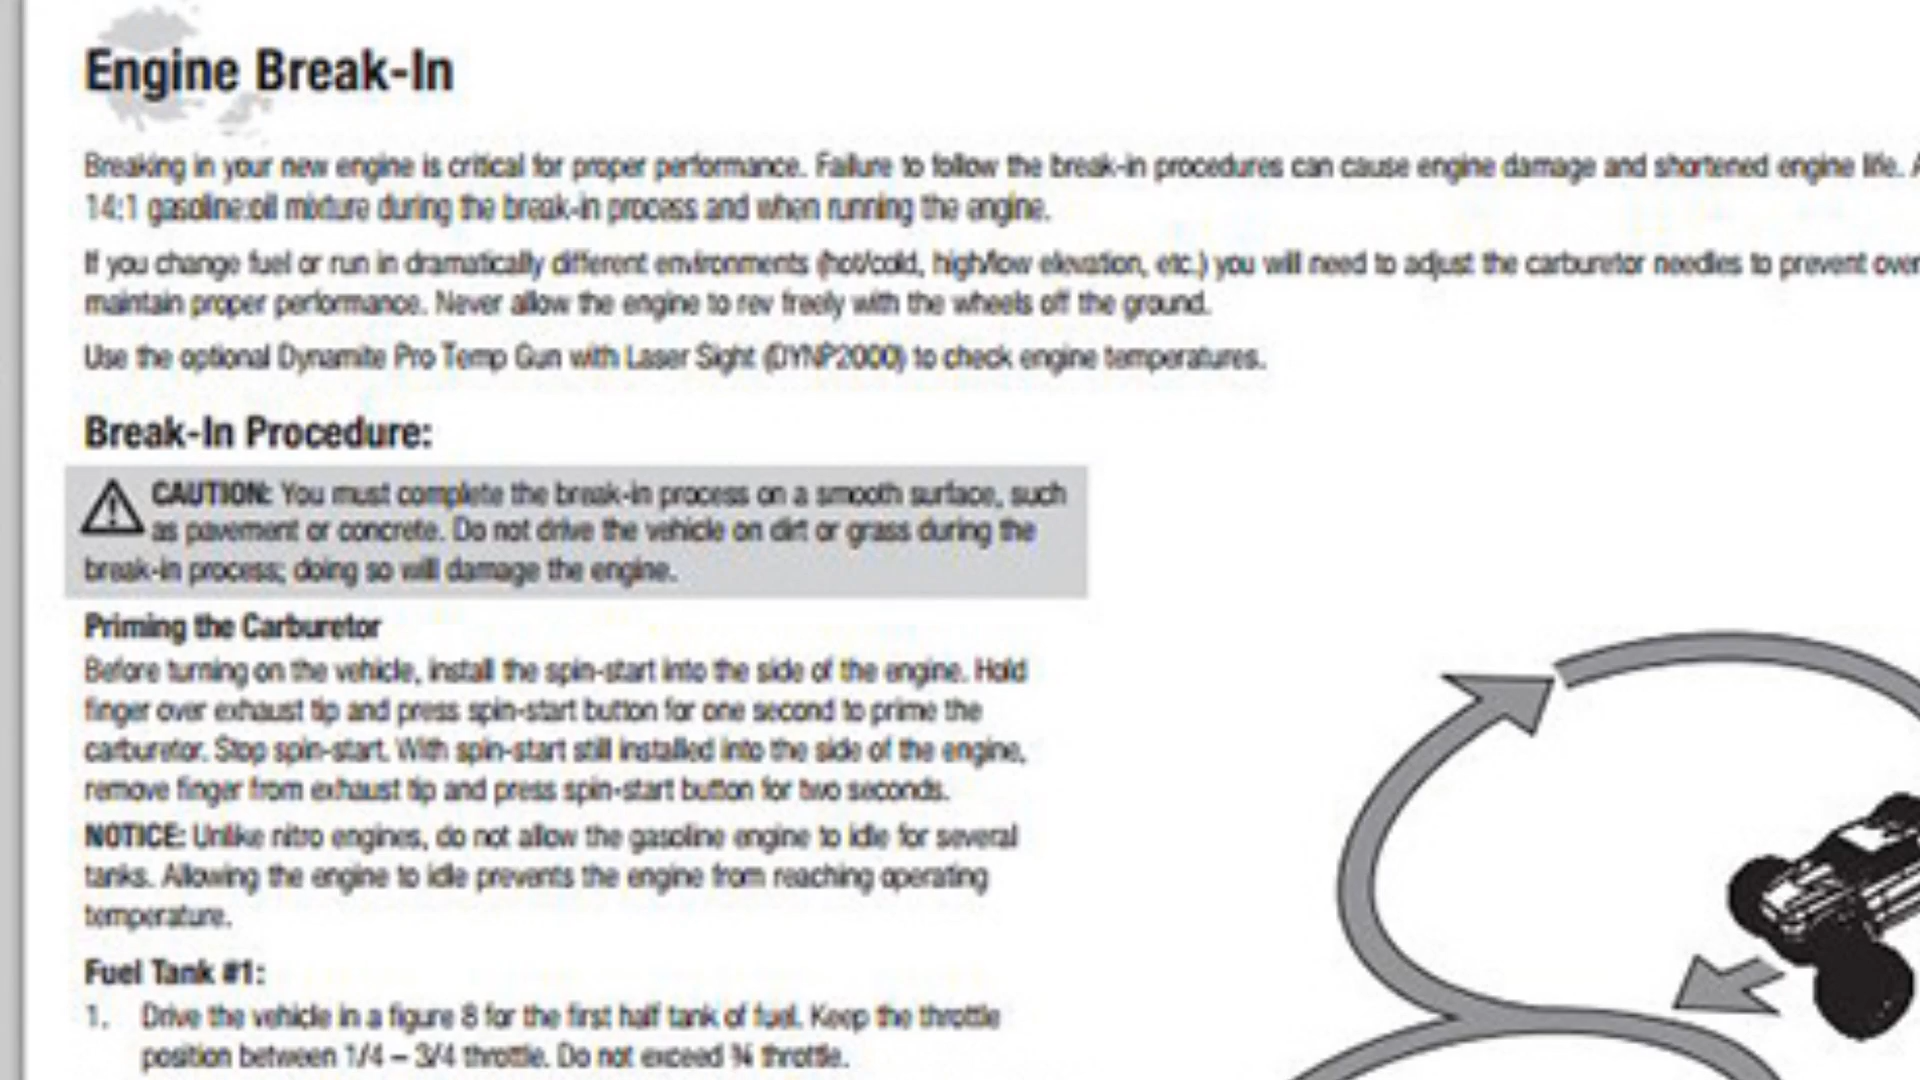 Engine Break-In
Breaking in your new engine is critical for proper performance. Failure to follow the break-in procedures can cause engine damage and shortened engine life. A
14:1 gasoline:oil mixture during the break-in process and when running the engine.
If you change fuel or run in dramatically different environments (hot/cold, high/low elevation, etc.) you will need to adjust the carburetor needles to prevent over
maintain proper performance. Never allow the engine to rev freely with the wheels off the ground.
Use the optional Dynamite Pro Temp Gun with Laser Sight (DYNP2000) to check engine temperatures.
Break-In Procedure:
CAUTION: You must complete the break-in process on a smooth surface, such
as pavement or concrete. Do not drive the vehicle on dirt or grass during the
break-in process; doing so will damage the engine.
Priming the Carburetor
Before turning on the vehicle, install the spin-start into the side of the engine. Hold
finger over exhaust tip and press spin-start button for one second to prime the
carburetor. Stop spin-start. With spin-start still installed into the side of the engine,
remove finger from exhaust tip and press spin-start button for two seconds.
NOTICE: Unlike nitro engines, do not allow the gasoline engine to idle for several
tanks. Allowing the engine to idle prevents the engine from reaching operating
temperature.
Fuel Tank #1:
1. Drive the vehicle in a figure 8 for the first half tank of fuel. Keep the throttle
position between 1/4 – 3/4 throttle. Do not exceed ¾ throttle.